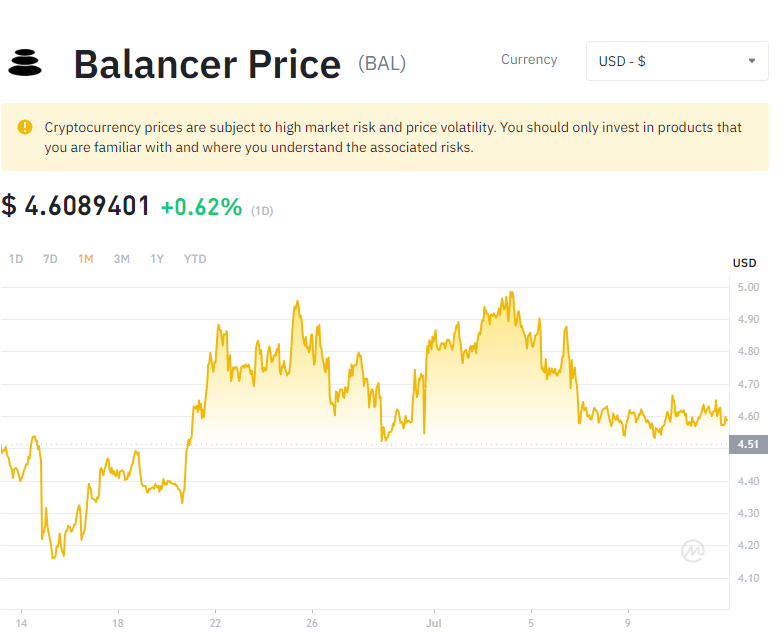 Balancer Price (BAL)
Currency
USD - $
Cryptocurrency prices are subject to high market risk and price volatility. You should only invest in products that
you are familiar with and where you understand the associated risks.
$ 4.6089401 +0.62% (1D)
1D 7D 1M 3M 1Y YTD
USD
5.00
4.90
4.80
4.70
4.60
4.51
4.40
4.30
4.20
4.10
14 18 22 26 Jul 5 9